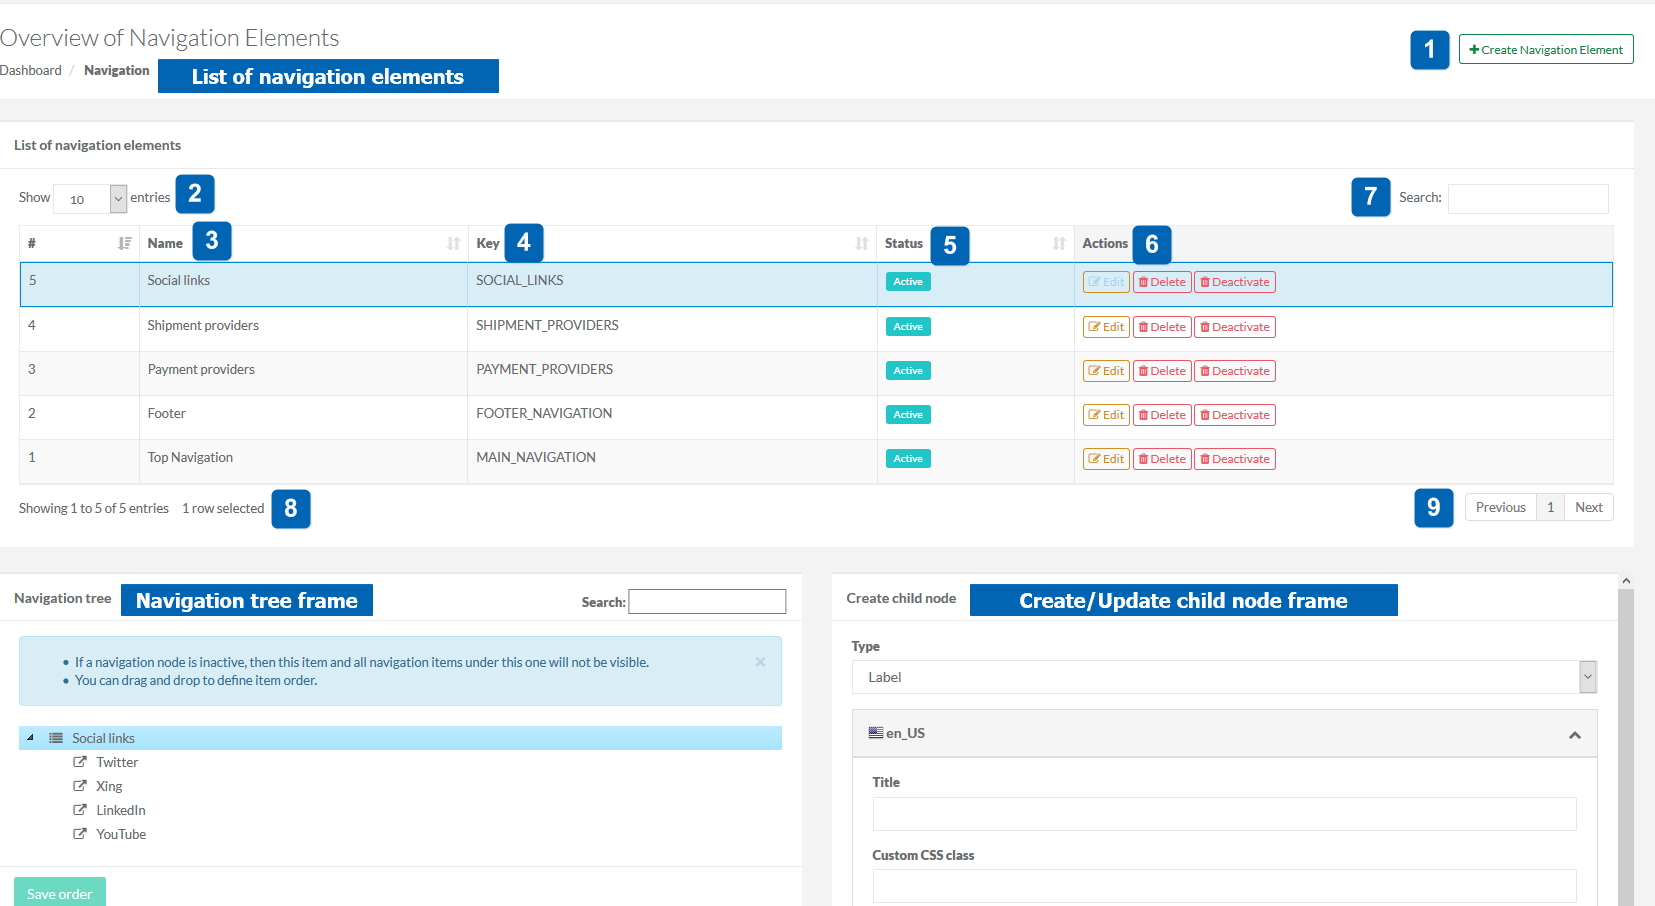 Overview of Navigation Elements
1 Create Navigation Element
Dashboard / Navigation List of navigation elements
List of navigation elements
Show 10 entries 2 7 Search:
# Name 3 Key 4 Status 5 Actions 6
5 Social links SOCIAL_LINKS Active Edit Delete Deactivate
4 Shipment providers SHIPMENT_PROVIDERS Active Edit Delete Deactivate
3 Payment providers PAYMENT_PROVIDERS Active Edit Delete Deactivate
2 Footer FOOTER_NAVIGATION Active Edit Delete Deactivate
1 Top Navigation MAIN_NAVIGATION Active Edit Delete Deactivate
Showing 1 to 5 of 5 entries 1 row selected 8 9 Previous 1 Next
Navigation tree Navigation tree frame Search:
• If a navigation node is inactive, then this item and all navigation items under this one will not be visible. ×
• You can drag and drop to define item order.
Social links
Twitter
Xing
LinkedIn
YouTube
Save order
Create child node Create/Update child node frame
Type
Label
en_US
Title
Custom CSS class